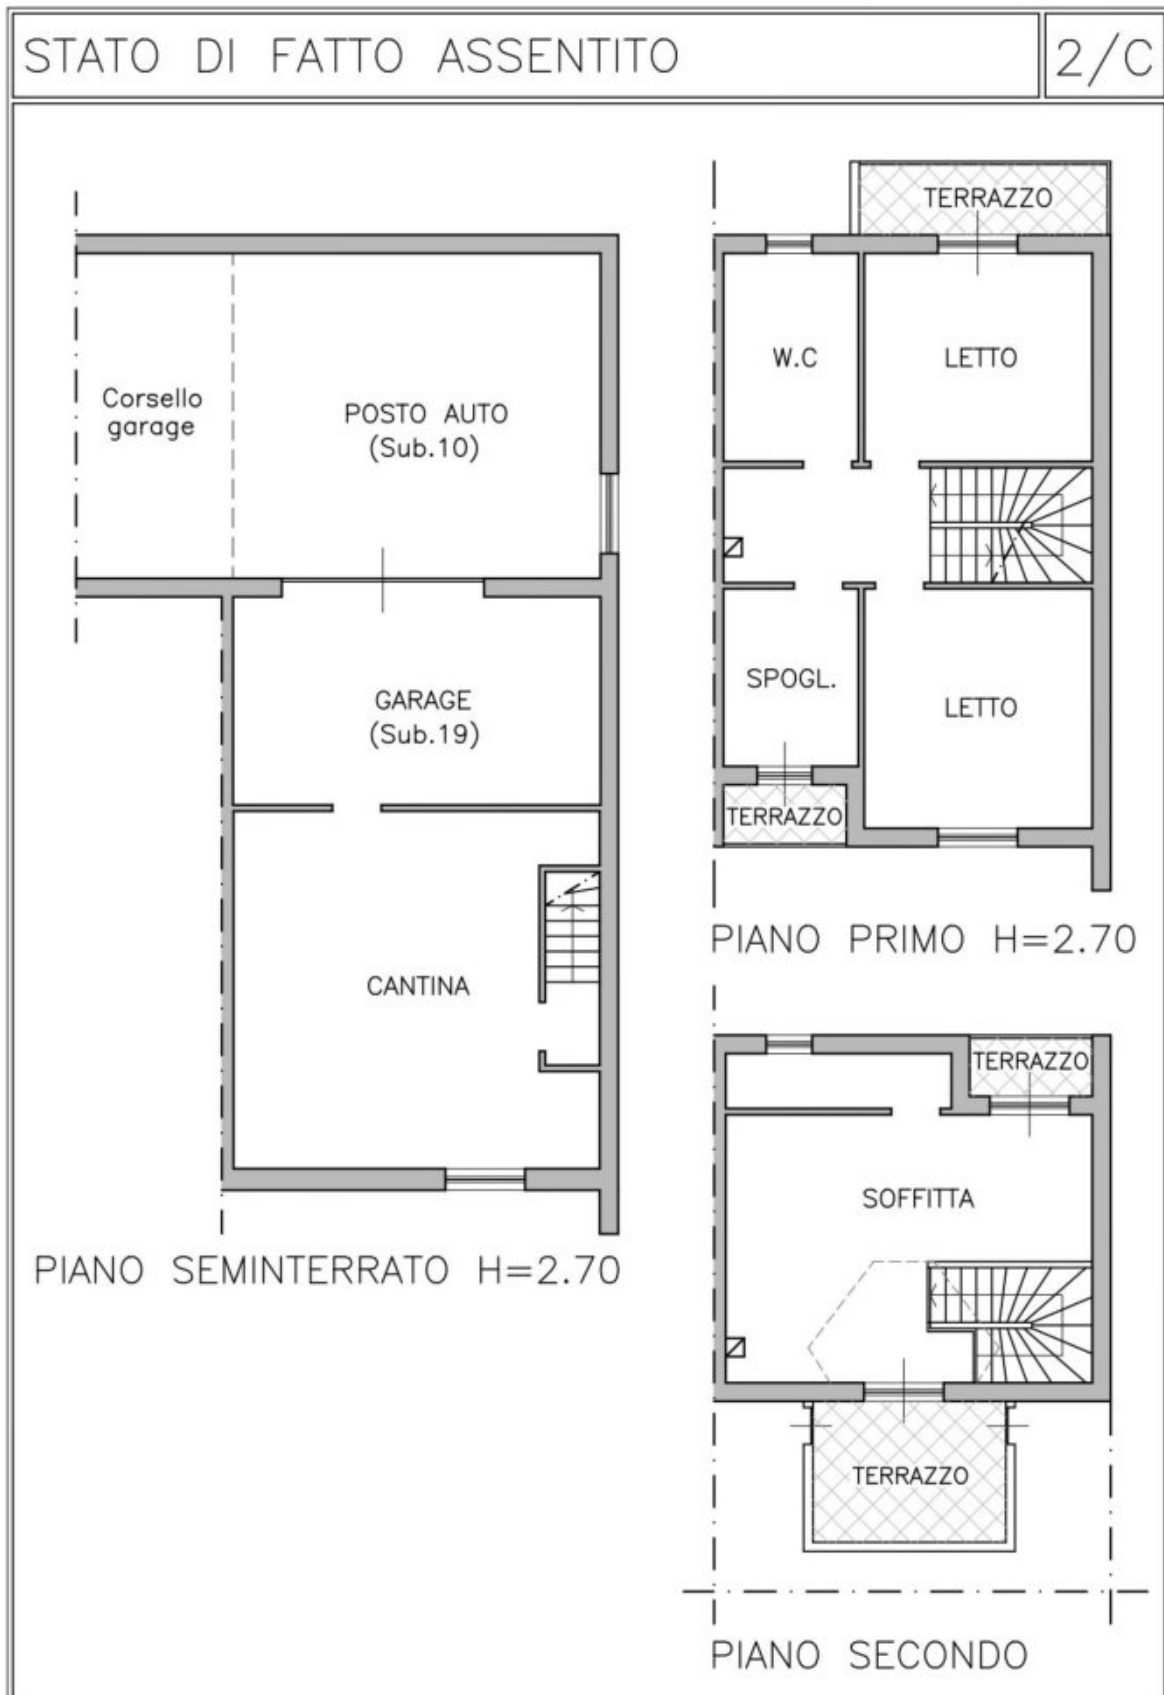 STATO DI FATTO ASSENTITO
2/C
Corsello
garage
POSTO AUTO
(Sub.10)
GARAGE
(Sub.19)
CANTINA
PIANO SEMINTERRATO H=2.70
TERRAZZO
W.C
LETTO
SPOGL.
LETTO
TERRAZZO
PIANO PRIMO H=2.70
TERRAZZO
SOFFITTA
TERRAZZO
PIANO SECONDO